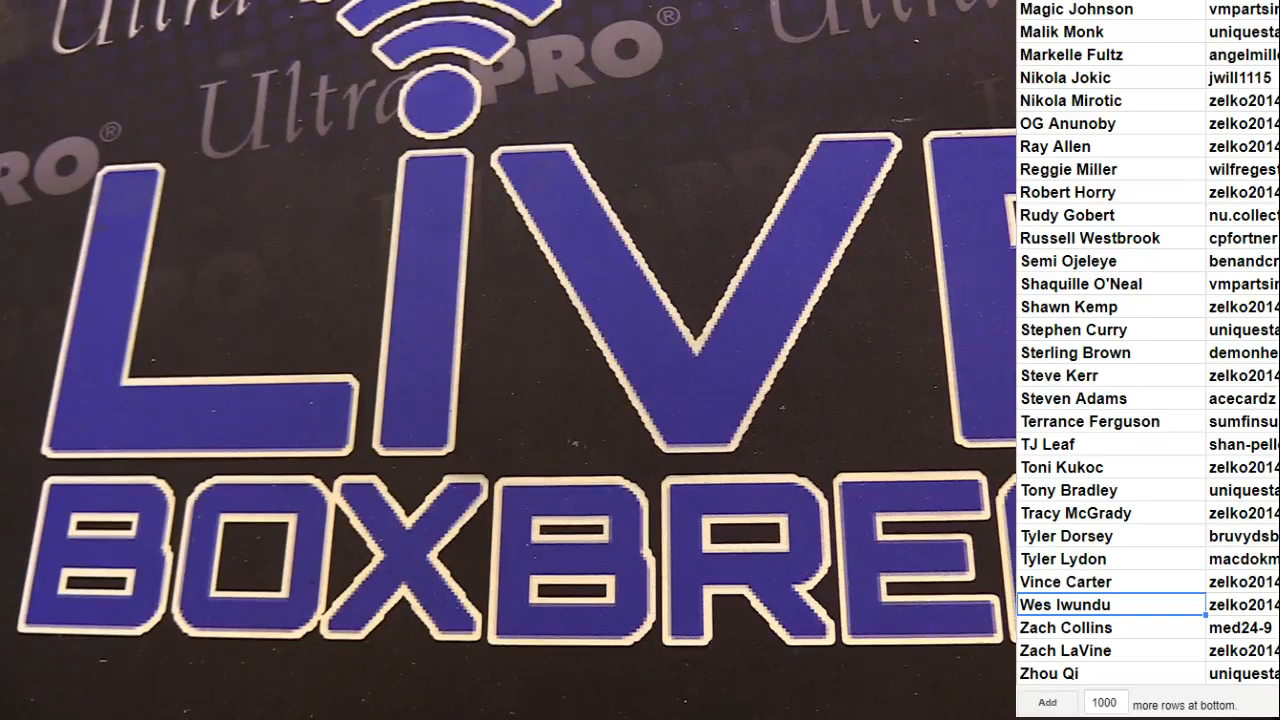 Ultra
Ultra PRO®
PRO®
LiVE
BOXBRE
Magic Johnson vmpartsin
Malik Monk uniquesta
Markelle Fultz angelmill
Nikola Jokic jwill1115
Nikola Mirotic zelko2014
OG Anunoby zelko2014
Ray Allen zelko2014
Reggie Miller wilfregest
Robert Horry zelko2014
Rudy Gobert nu.collect
Russell Westbrook cpfortner
Semi Ojeleye benandcr
Shaquille O'Neal vmpartsin
Shawn Kemp zelko2014
Stephen Curry uniquesta
Sterling Brown demonhe
Steve Kerr zelko2014
Steven Adams acecardz
Terrance Ferguson sumfinsu
TJ Leaf shan-pell
Toni Kukoc zelko2014
Tony Bradley uniquesta
Tracy McGrady zelko2014
Tyler Dorsey bruvydsb
Tyler Lydon macdokm
Vince Carter zelko2014
Wes Iwundu zelko2014
Zach Collins med24-9
Zach LaVine zelko2014
Zhou Qi uniquesta
Add 1000 more rows at bottom.